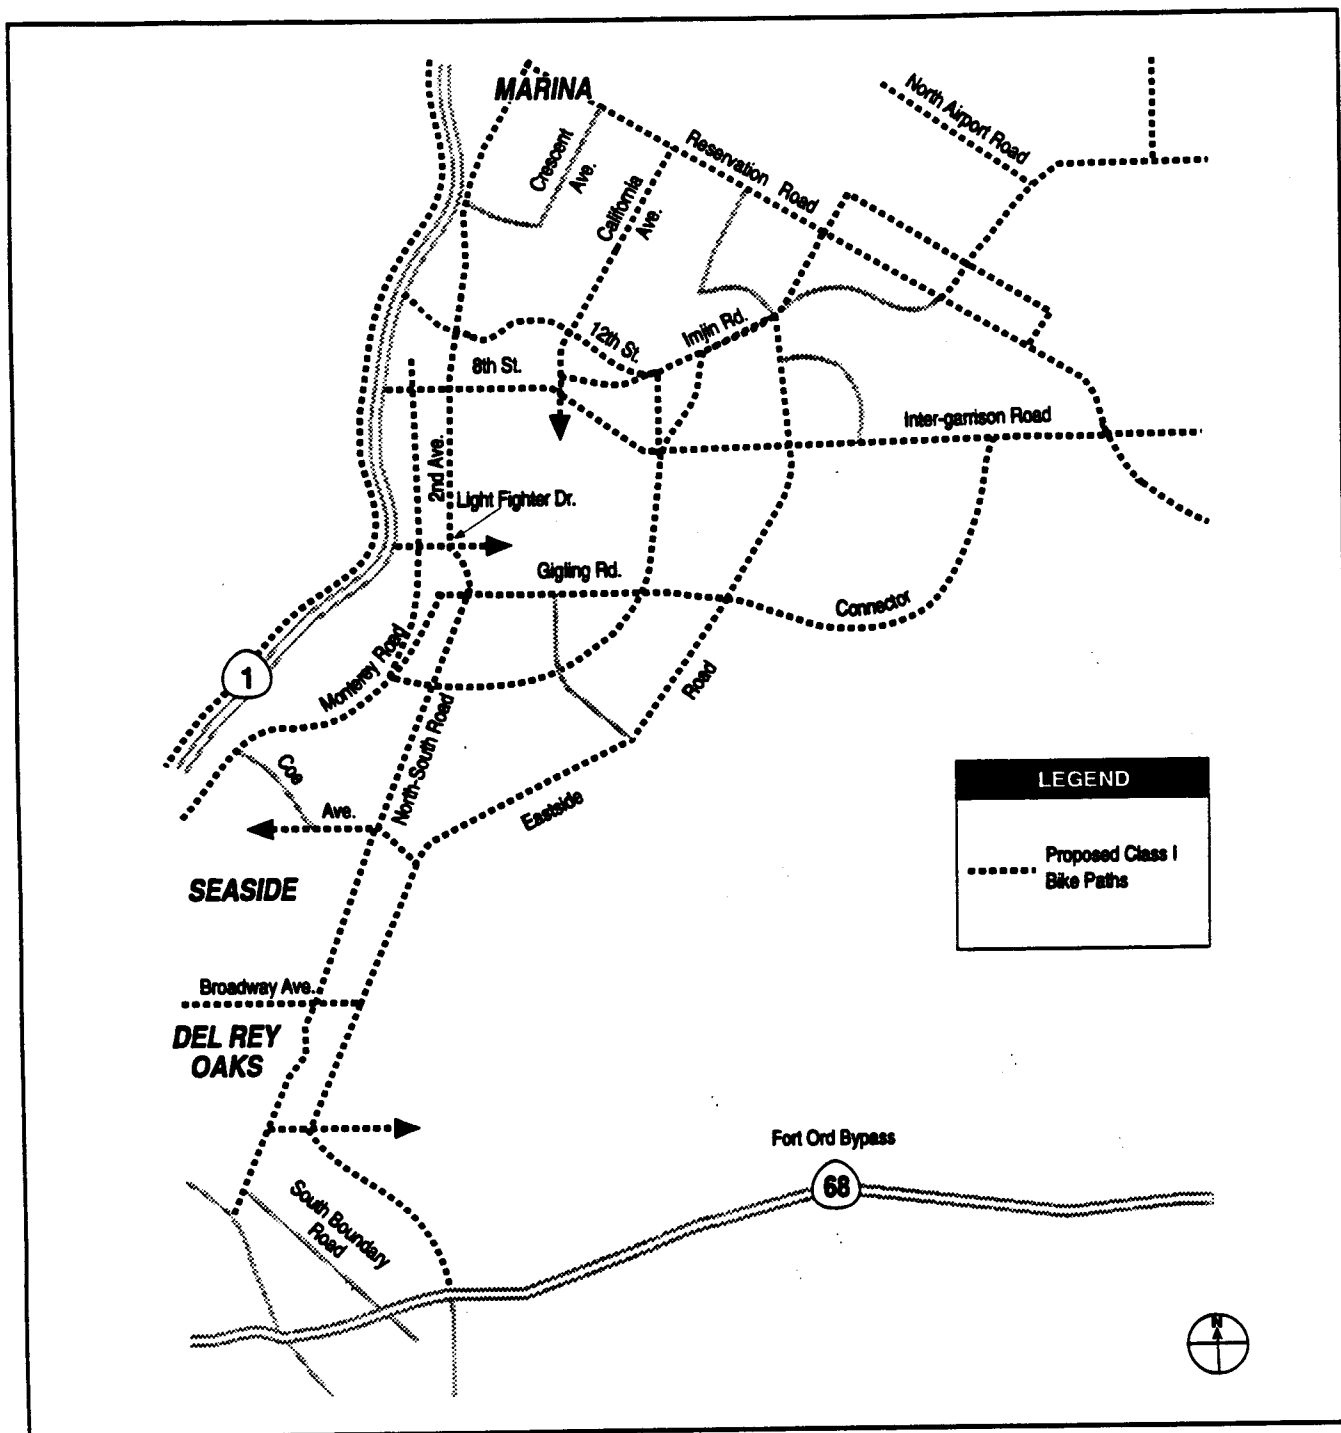 MARINA
North Airport Road
Crescent
Ave.
Reservation Road
California
Ave.
12th St.
Imjin Rd.
8th St.
Inter-garrison Road
2nd Ave.
Light Fighter Dr.
Gigling Rd.
Connector
Monterey Road
1
Road
North-South Road
Coe
Ave.
Eastside
LEGEND
Proposed Class I
Bike Paths
SEASIDE
Broadway Ave.
DEL REY
OAKS
Fort Ord Bypass
68
South Boundary
Road
N